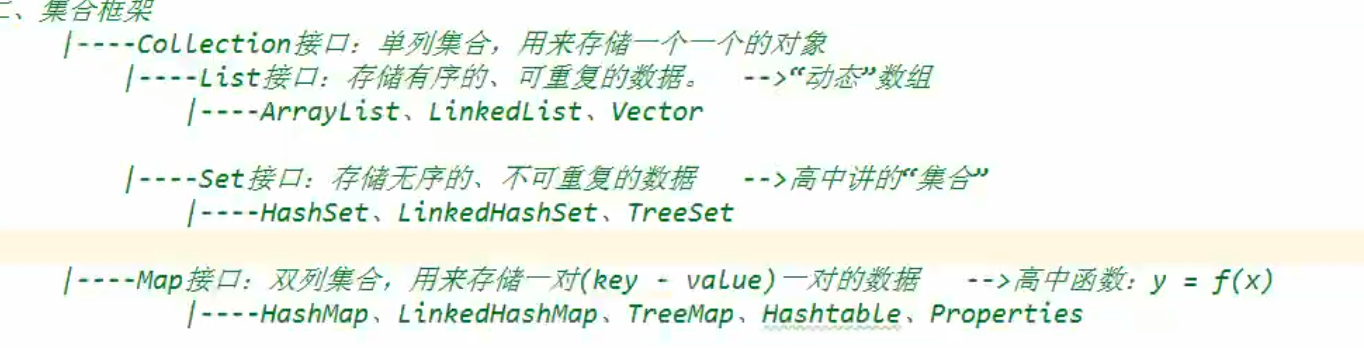 二、集合框架
|----Collection接口：单列集合，用来存储一个一个的对象
|----List接口：存储有序的、可重复的数据。 -->“动态”数组
|----ArrayList、LinkedList、Vector
|----Set接口：存储无序的、不可重复的数据 -->高中讲的“集合”
|----HashSet、LinkedHashSet、TreeSet
|----Map接口：双列集合，用来存储一对(key - value)一对的数据 -->高中函数：y = f(x)
|----HashMap、LinkedHashMap、TreeMap、Hashtable、Properties